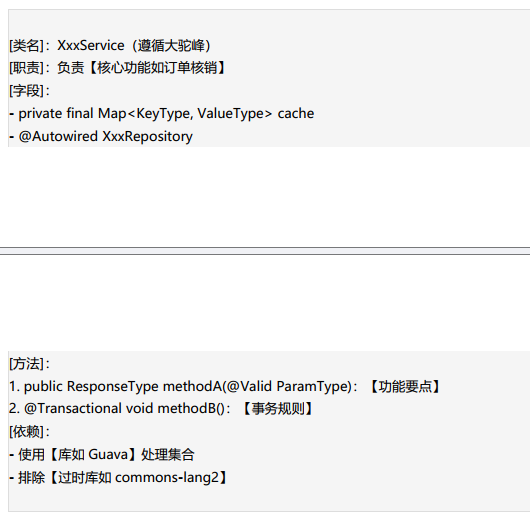 [类名]：XxxService（遵循大驼峰）
[职责]：负责【核心功能如订单核销】
[字段]：
- private final Map<KeyType, ValueType> cache
- @Autowired XxxRepository
[方法]：
1. public ResponseType methodA(@Valid ParamType)：【功能要点】
2. @Transactional void methodB()：【事务规则】
[依赖]：
- 使用【库如 Guava】处理集合
- 排除【过时库如 commons-lang2】